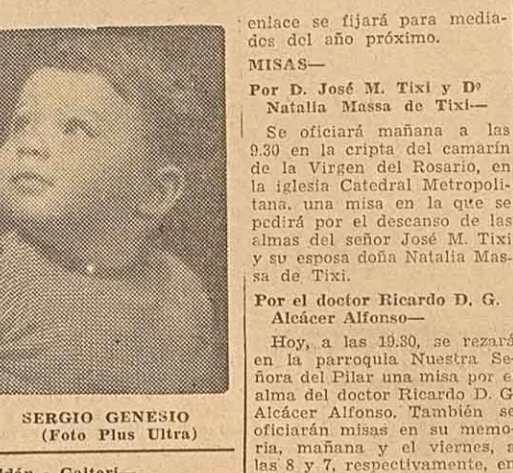 SERGIO GENESIO
(Foto Plus Ultra)
Galtori—
enlace se fijará para media-
dos del año próximo.
MISAS—
Por D. José M. Tixi y Dª
Natalia Massa de Tixi—
Se oficiará mañana a las
9.30 en la cripta del camarín
de la Virgen del Rosario, en
la iglesia Catedral Metropoli-
tana. una misa en la que se
pedirá por el descanso de las
almas del señor José M. Tixi
y su esposa doña Natalia Mas-
sa de Tixi.
Por el doctor Ricardo D. G.
Alcácer Alfonso—
Hoy, a las 19.30, se rezará
en la parroquia Nuestra Se-
ñora del Pilar una misa por e
alma del doctor Ricardo D. G
Alcácer Alfonso. También se
oficiarán misas en su memo-
ria, mañana y el viernes, a
las 8 y 7, respectivamente, en